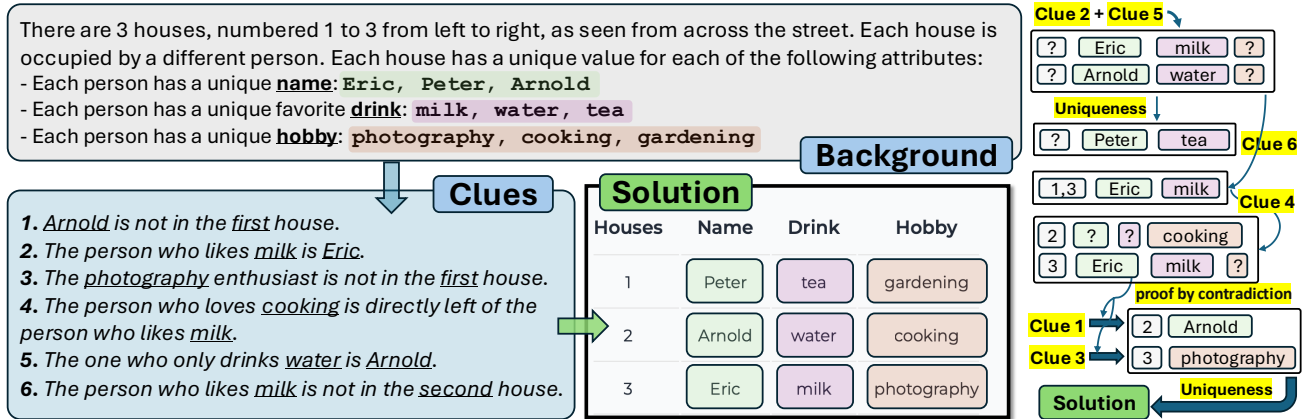 There are 3 houses, numbered 1 to 3 from left to right, as seen from across the street. Each house is
occupied by a different person. Each house has a unique value for each of the following attributes:
- Each person has a unique name: Eric, Peter, Arnold
- Each person has a unique favorite drink: milk, water, tea
- Each person has a unique hobby: photography, cooking, gardening
Background
Clues
1. Arnold is not in the first house.
2. The person who likes milk is Eric.
3. The photography enthusiast is not in the first house.
4. The person who loves cooking is directly left of the
person who likes milk.
5. The one who only drinks water is Arnold.
6. The person who likes milk is not in the second house.
Solution
Houses Name Drink Hobby
1 Peter tea gardening
2 Arnold water cooking
3 Eric milk photography
Clue 2 + Clue 5
? Eric milk ?
? Arnold water ?
Uniqueness
? Peter tea
Clue 6
1,3 Eric milk
Clue 4
2 ? ? cooking
3 Eric milk ?
proof by contradiction
Clue 1 2 Arnold
Clue 3 3 photography
Uniqueness
Solution